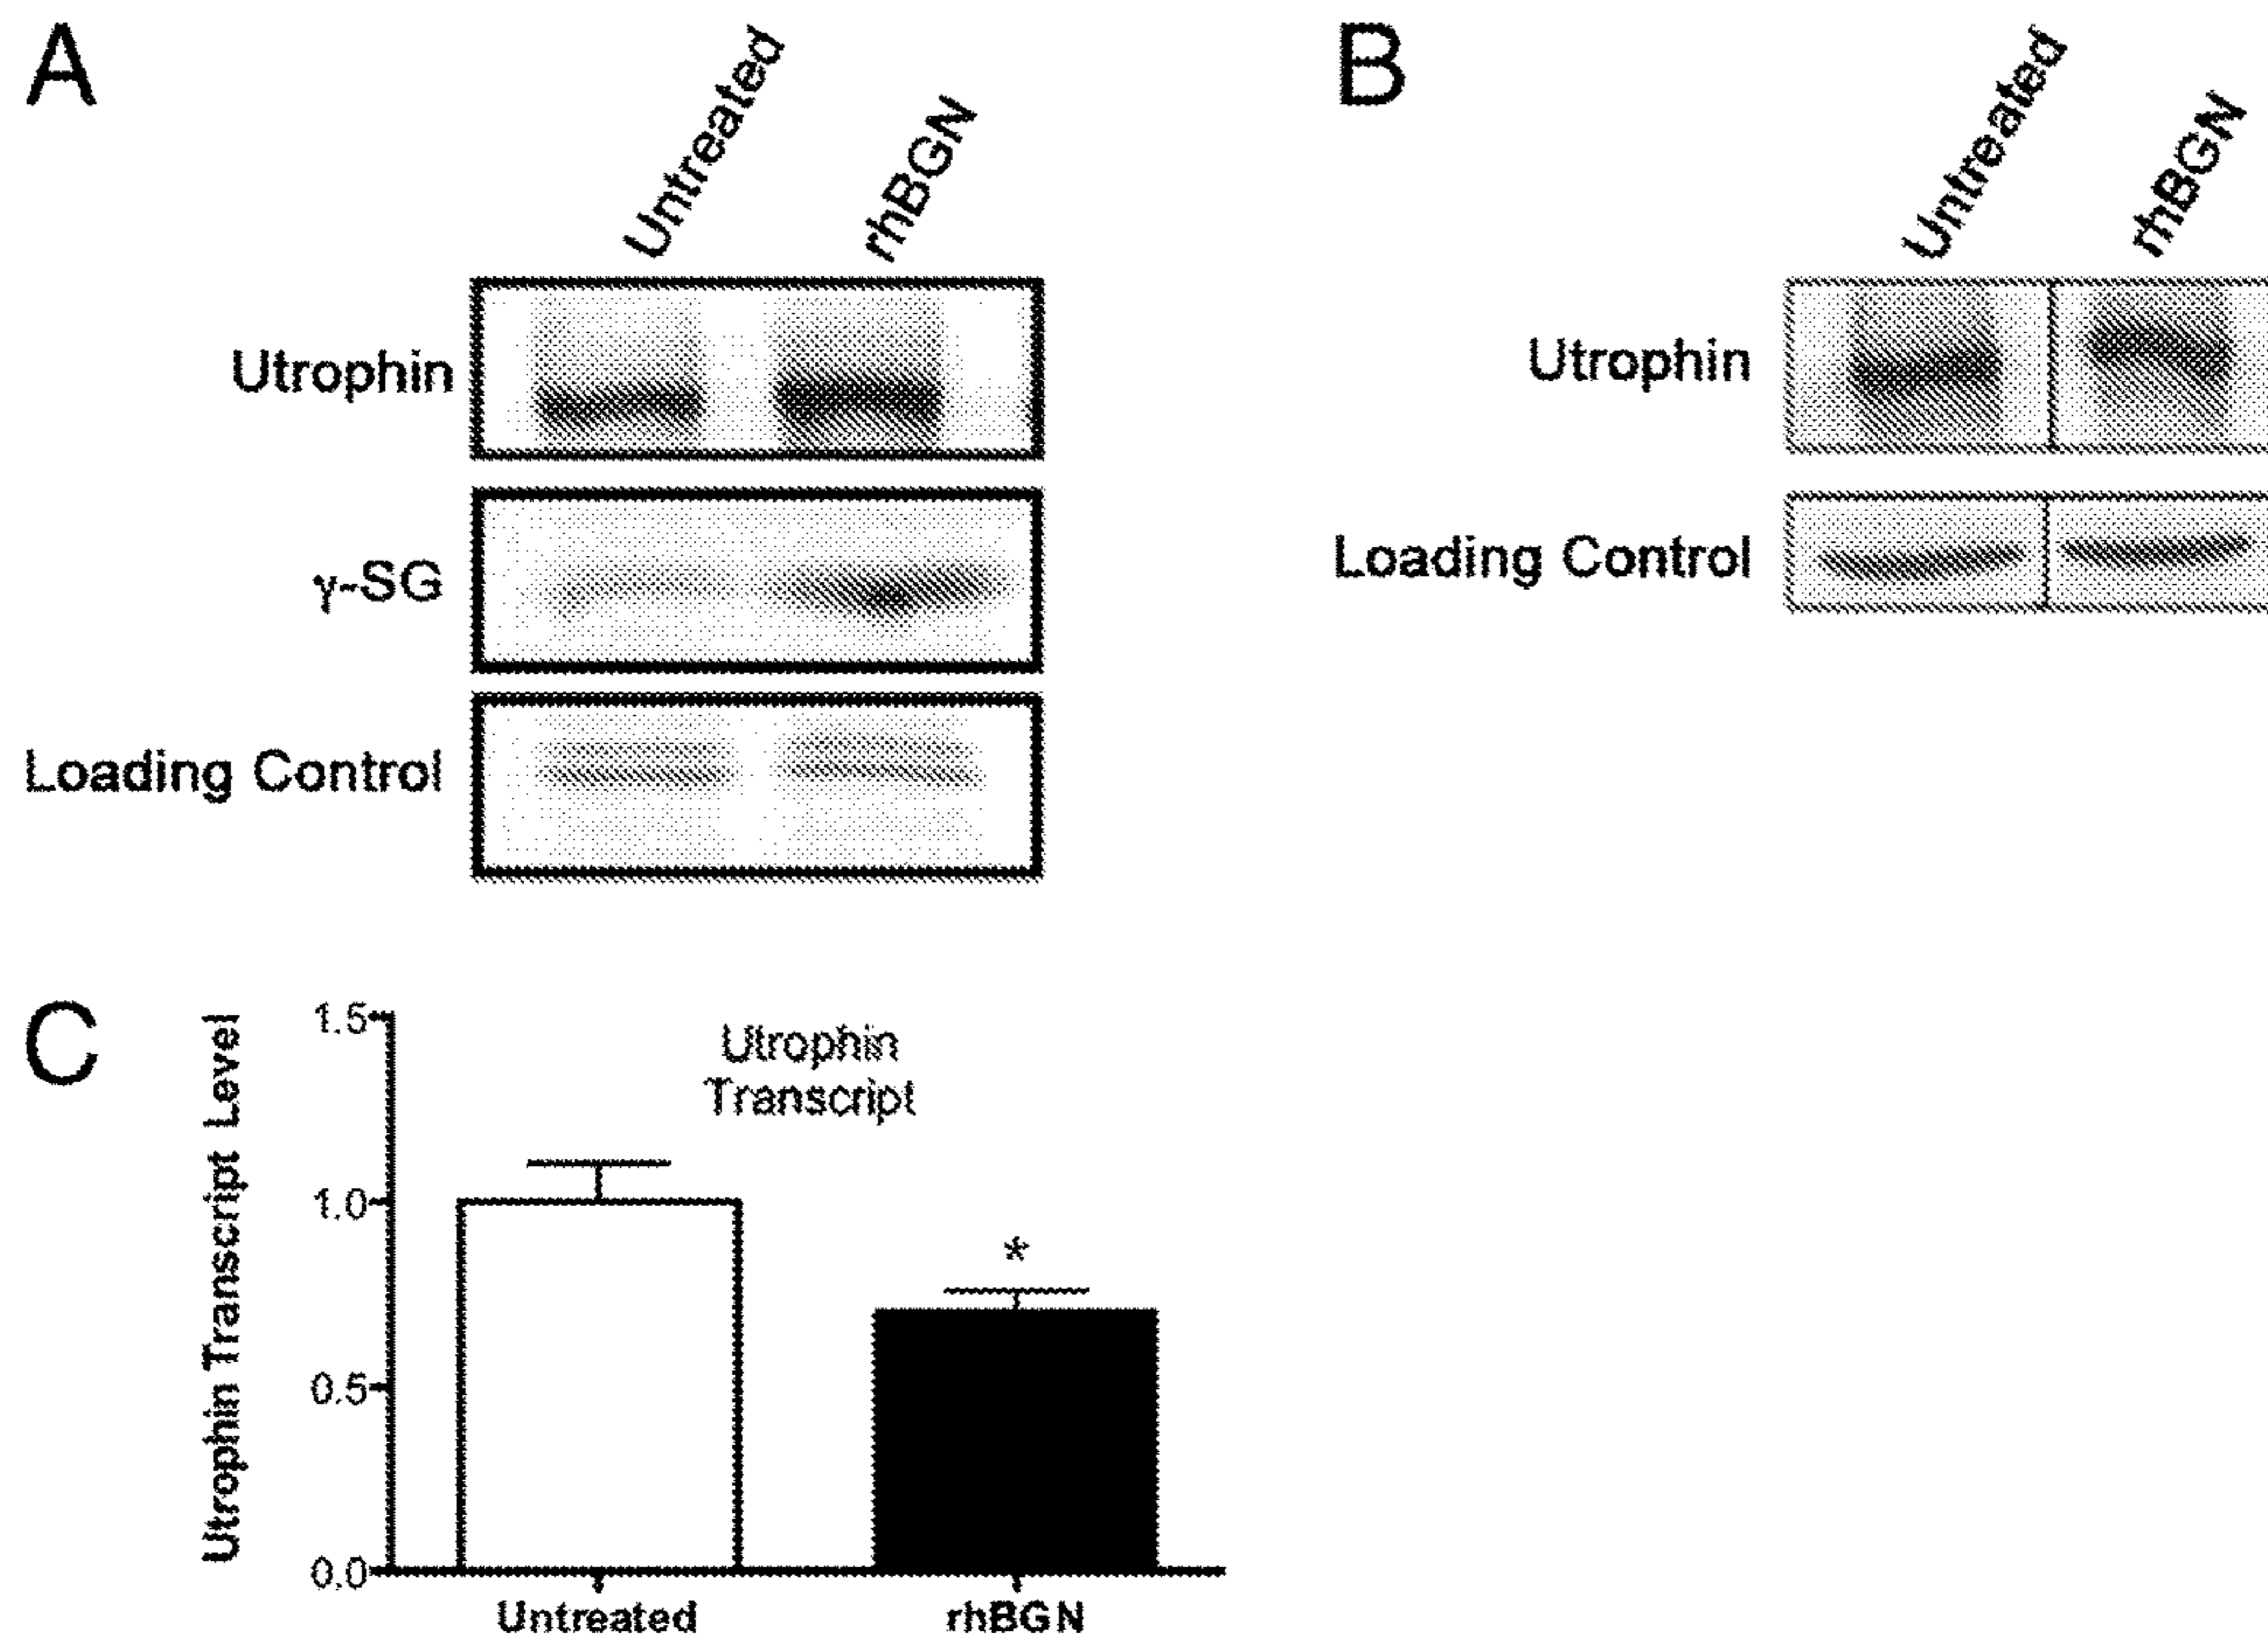 A
Untreated
rhBGN
Utrophin
γ-SG
Loading Control
B
Untreated
rhBGN
Utrophin
Loading Control
C
Utrophin Transcript Level
1.5
1.0
0.5
0.0
Utrophin
Transcript
*
Untreated
rhBGN